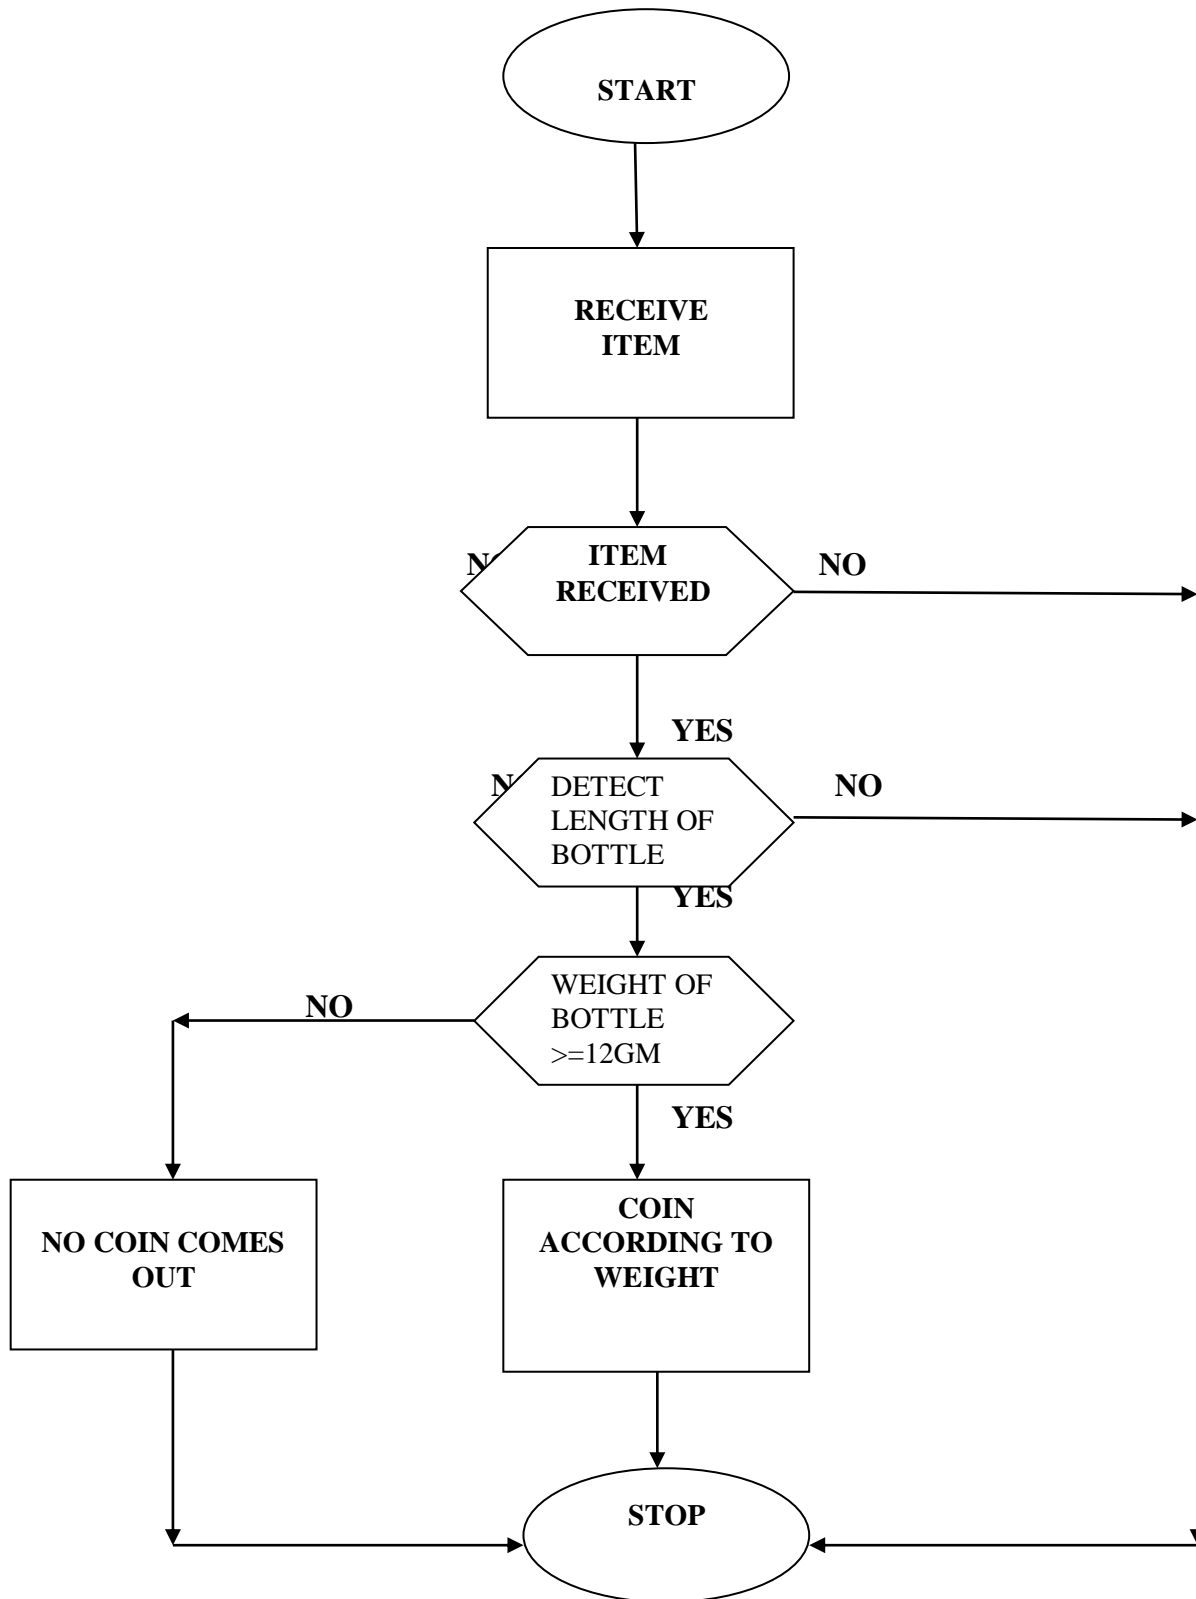 START
RECEIVE
ITEM
ITEM
RECEIVED
NO
YES
DETECT
LENGTH OF
BOTTLE
NO
YES
WEIGHT OF
BOTTLE
>=12GM
NO
YES
NO COIN COMES
OUT
COIN
ACCORDING TO
WEIGHT
STOP